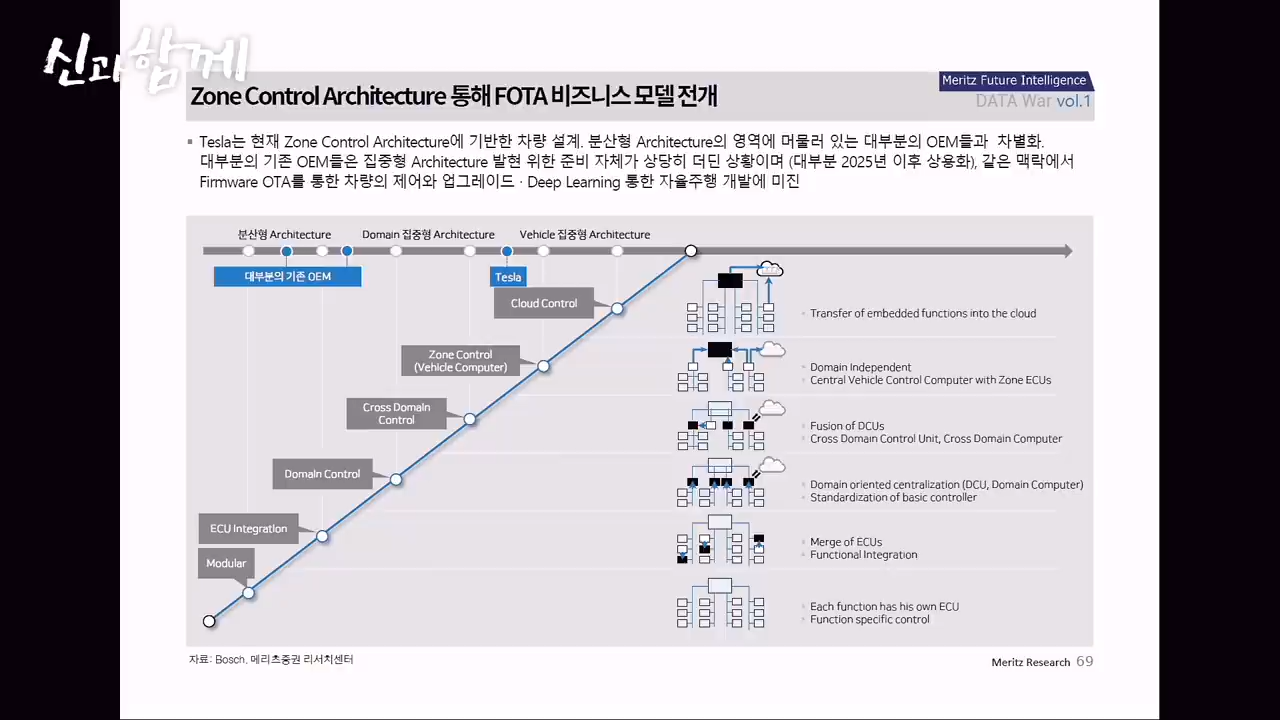 신과함께
Meritz Future Intelligence
DATA War vol.1
Zone Control Architecture 통해 FOTA 비즈니스 모델 전개
Tesla는 현재 Zone Control Architecture에 기반한 차량 설계. 분산형 Architecture의 영역에 머물러 있는 대부분의 OEM들과 차별화.
대부분의 기존 OEM들은 집중형 Architecture 발현 위한 준비 자체가 상당히 더딘 상황이며 (대부분 2025년 이후 상용화), 같은 맥락에서
Firmware OTA를 통한 차량의 제어와 업그레이드 · Deep Learning 통한 자율주행 개발에 미진
분산형 Architecture
Domain 집중형 Architecture
Vehicle 집중형 Architecture
대부분의 기존 OEM
Tesla
Cloud Control
Transfer of embedded functions into the cloud
Zone Control
(Vehicle Computer)
Domain Independent
Central Vehicle Control Computer with Zone ECUs
Cross Domain
Control
Fusion of DCUs
Cross Domain Control Unit, Cross Domain Computer
Domain Control
Domain oriented centralization (DCU, Domain Computer)
Standardization of basic controller
ECU Integration
Merge of ECUs
Functional Integration
Modular
Each function has his own ECU
Function specific control
자료: Bosch, 메리츠증권 리서치센터
Meritz Research 69